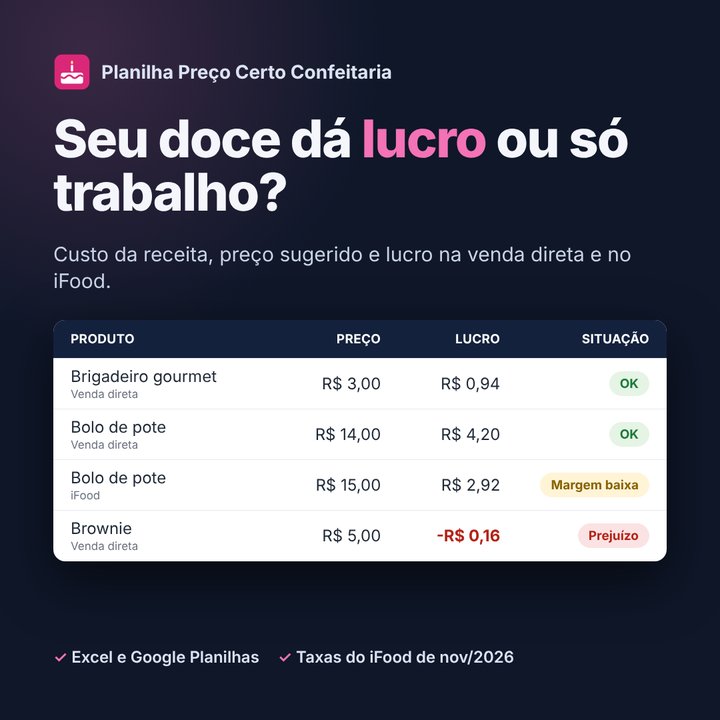 Planilha Preço Certo Confeitaria
Seu doce dá lucro ou só
trabalho?
Custo da receita, preço sugerido e lucro na venda direta e no
iFood.
PRODUTO PREÇO LUCRO SITUAÇÃO
Brigadeiro gourmet R$ 3,00 R$ 0,94 OK
Venda direta
Bolo de pote R$ 14,00 R$ 4,20 OK
Venda direta
Bolo de pote R$ 15,00 R$ 2,92 Margem baixa
iFood
Brownie R$ 5,00 -R$ 0,16 Prejuízo
Venda direta
✓ Excel e Google Planilhas ✓ Taxas do iFood de nov/2026